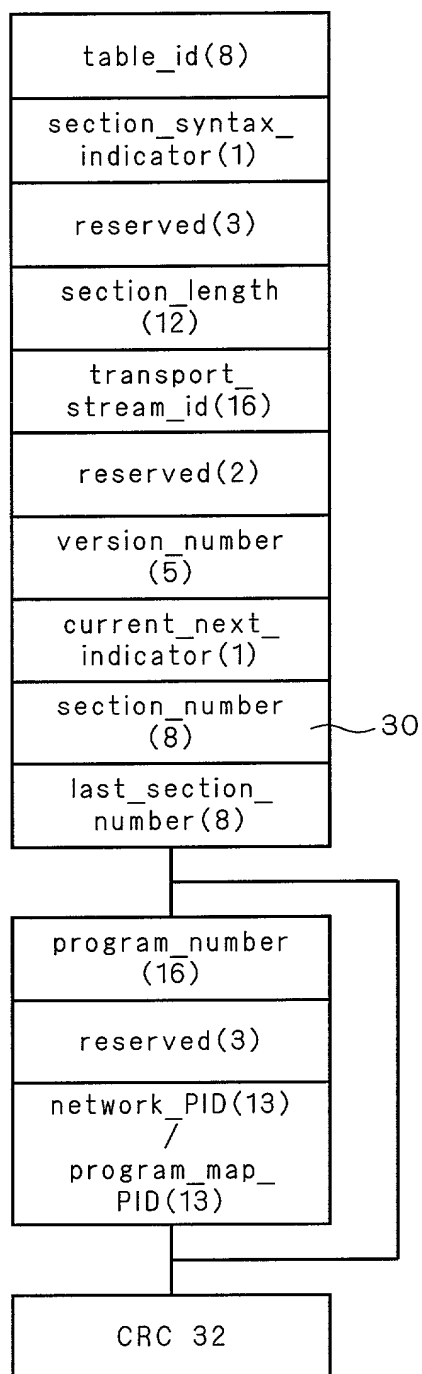 table_id(8)
section_syntax_
indicator(1)
reserved(3)
section_length
(12)
transport_
stream_id(16)
reserved(2)
version_number
(5)
current_next_
indicator(1)
section_number
(8)
30
last_section_
number(8)
program_number
(16)
reserved(3)
network_PID(13)
/
program_map_
PID(13)
CRC 32